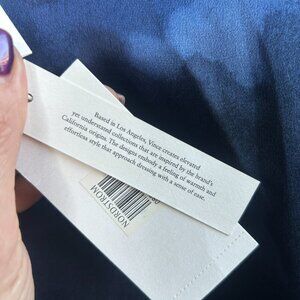 Based in Los Angeles, Vince creates elevated
yet understated collections that are inspired by the brand's
California origins. The designs embody a feeling of warmth and
effortless style that approach dressing with a sense of ease.
NORDSTROM